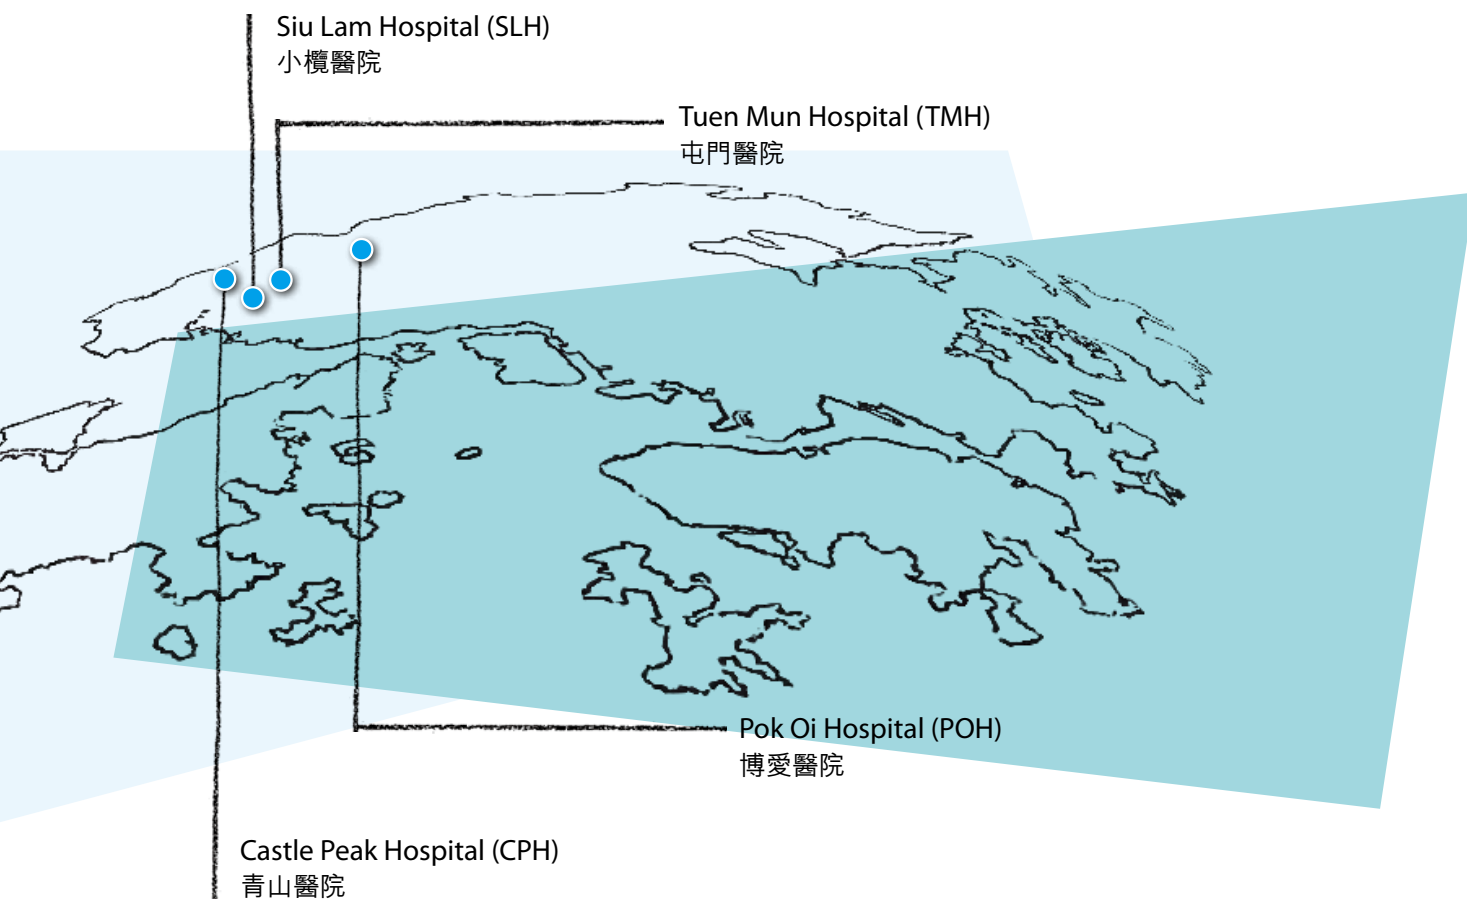 Siu Lam Hospital (SLH)
小欖醫院
Tuen Mun Hospital (TMH)
屯門醫院
Pok Oi Hospital (POH)
博愛醫院
Castle Peak Hospital (CPH)
青山醫院